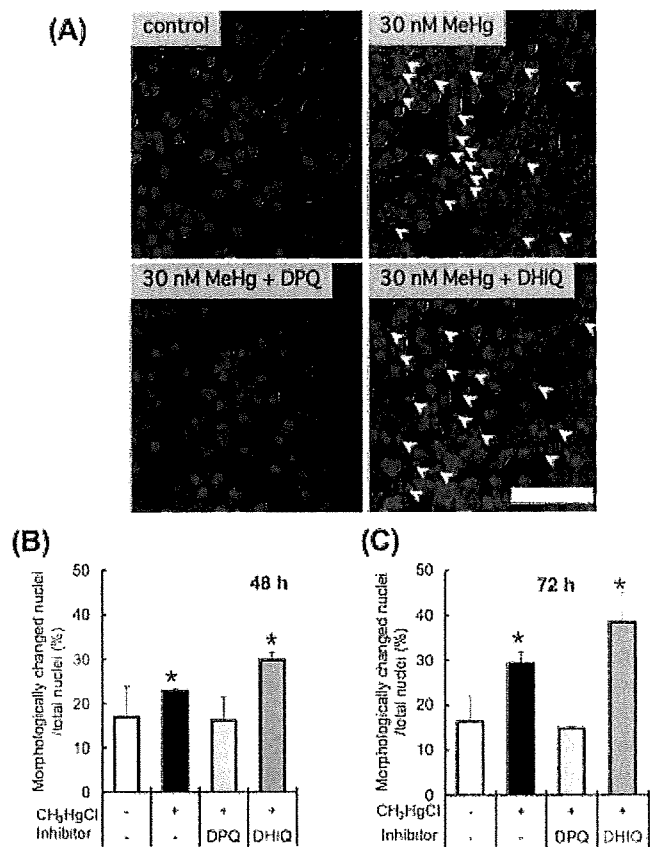 (A)
control
30 nM MeHg
30 nM MeHg + DPQ
30 nM MeHg + DHIQ
(B)
(C)
Morphologically changed nuclei
/total nuclei (%)
50
40
30
20
10
0
48 h
*
*
CH3HgCl - + + +
Inhibitor DPQ DHIQ
Morphologically changed nuclei
/total nuclei (%)
50
40
30
20
10
0
72 h
*
*
CH3HgCl - + + +
Inhibitor - - DPQ DHIQ